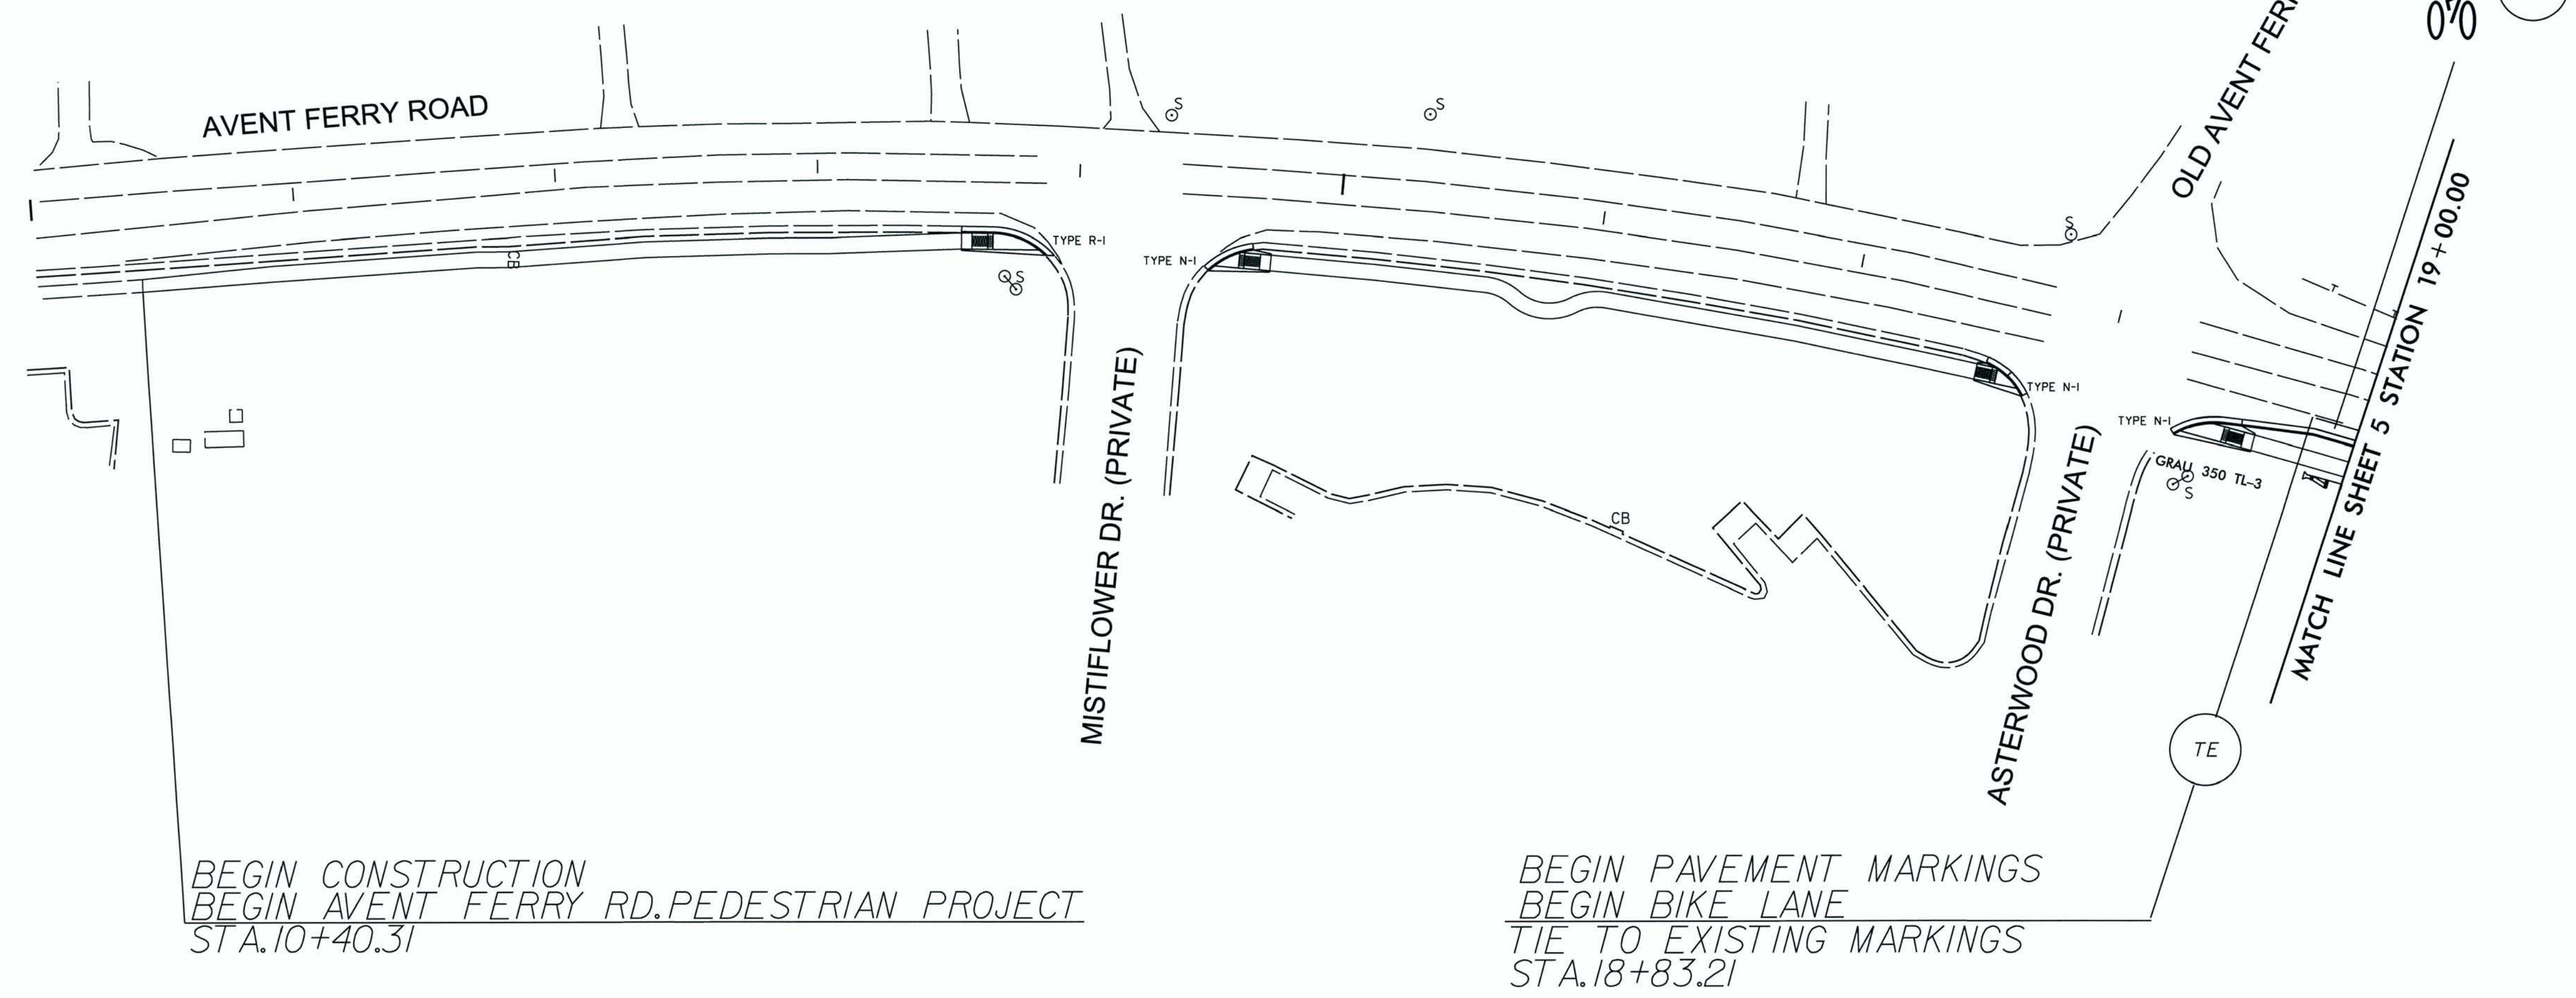 AVENT FERRY ROAD
S
S
S
OLD AVENT FERR
T
TYPE R-1
TYPE N-1
CB
S
TYPE N-1
TYPE N-1
GRAU 350 TL-3
S
CB
MISTIFLOWER DR. (PRIVATE)
ASTERWOOD DR. (PRIVATE)
MATCH LINE SHEET 5 STATION 19+00.00
TE
BEGIN CONSTRUCTION
BEGIN AVENT FERRY RD. PEDESTRIAN PROJECT
STA. 10+40.31
BEGIN PAVEMENT MARKINGS
BEGIN BIKE LANE
TIE TO EXISTING MARKINGS
STA. 18+83.21